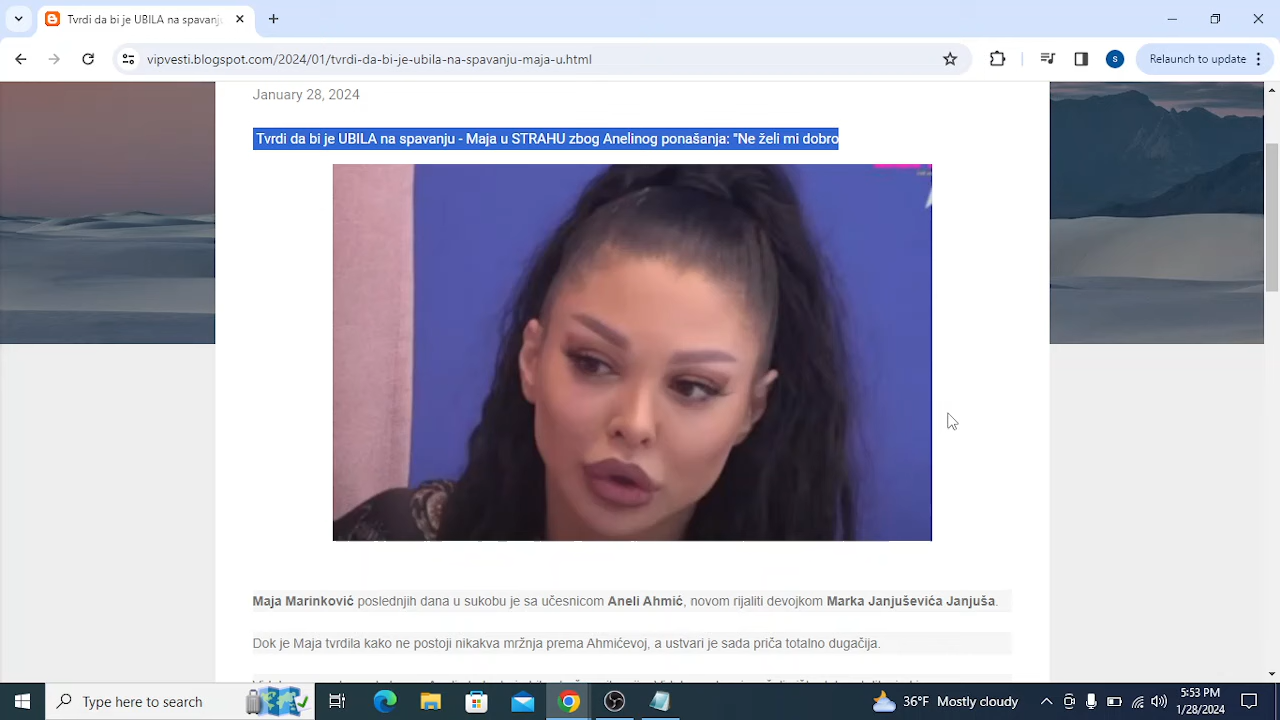 Tvrdi da bi je UBILA na spavanju
vipvesti.blogspot.com/2024/01/tvrdi-da-bi-je-ubila-na-spavanju-maja-u.html
s
Relaunch to update
January 28, 2024
Tvrdi da bi je UBILA na spavanju - Maja u STRAHU zbog Anelinog ponašanja: "Ne želi mi dobro
Maja Marinković poslednjih dana u sukobu je sa učesnicom Aneli Ahmić, novom rijaliti devojkom Marka Janjuševića Janjuša.
Dok je Maja tvrdila kako ne postoji nikakva mržnja prema Ahmićevoj, a ustvari je sada priča totalno dugačija.
Type here to search
36°F Mostly cloudy
5:53 PM
1/28/2024